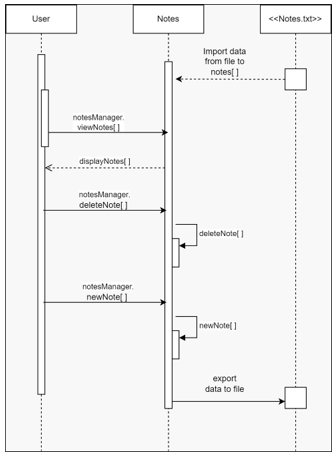 User
Notes
<<Notes.txt>>
Import data
from file to
notes[ ]
notesManager.
viewNotes[ ]
displayNotes[ ]
notesManager.
deleteNote[ ]
deleteNote[ ]
notesManager.
newNote[ ]
newNote[ ]
export
data to file